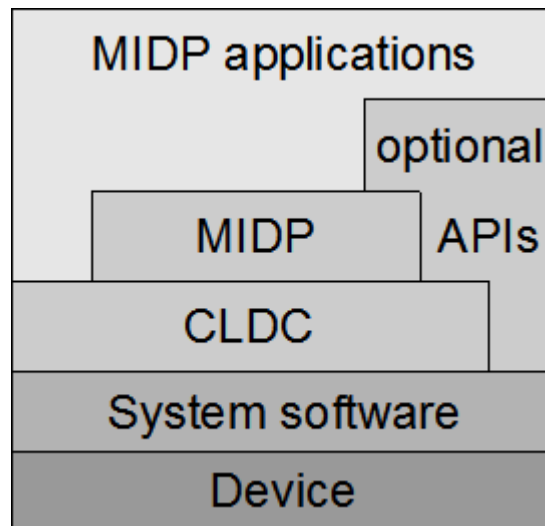 MIDP applications
optional
MIDP
APIs
CLDC
System software
Device